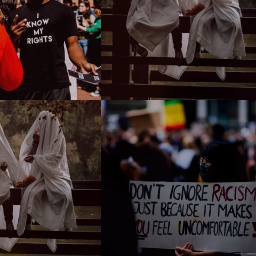 I
KNOW
MY
RIGHTS
DON'T IGNORE RACISM
JUST BECAUSE IT MAKES
YOU FEEL UNCOMFORTABLE!